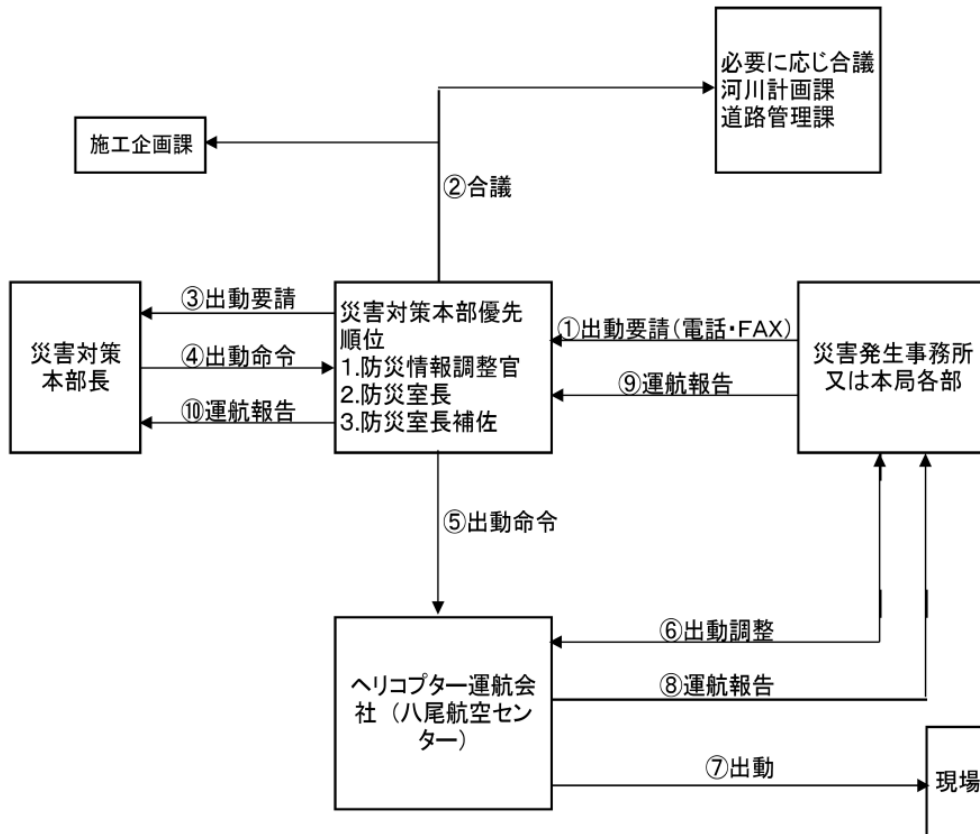 必要に応じ合議
河川計画課
道路管理課
施工企画課
②合議
③出動要請
④出動命令
⑩運航報告
災害対策
本部長
災害対策本部優先
順位
1.防災情報調整官
2.防災室長
3.防災室長補佐
①出動要請(電話・FAX)
⑨運航報告
災害発生事務所
又は本局各部
⑤出動命令
⑥出動調整
⑧運航報告
ヘリコプター運航会
社 (八尾航空セン
ター)
⑦出動
現場